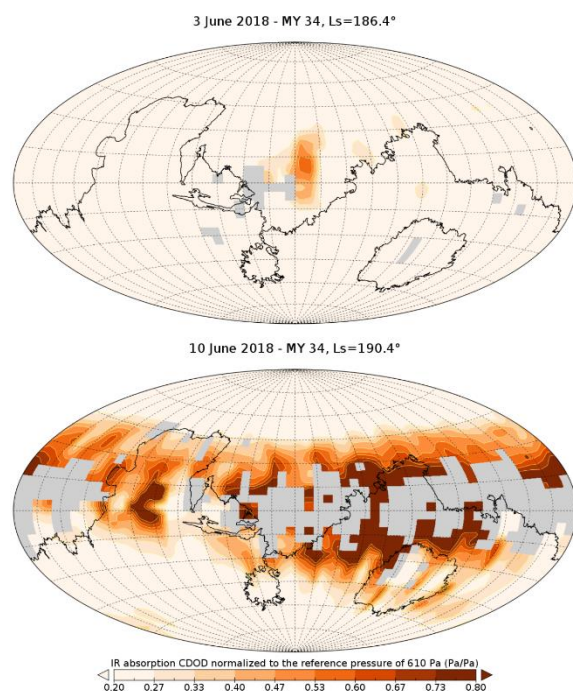 3 June 2018 - MY 34, Ls=186.4°
10 June 2018 - MY 34, Ls=190.4°
IR absorption CDOD normalized to the reference pressure of 610 Pa (Pa/Pa)
0.20 0.27 0.33 0.40 0.47 0.53 0.60 0.67 0.73 0.80